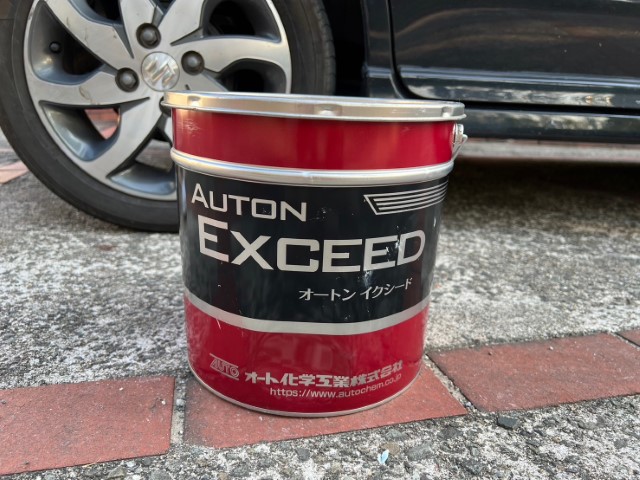 AUTON
EXCEED
オートン イクシード
AUTO オート化学工業株式会社
https://www.autochem.co.jp